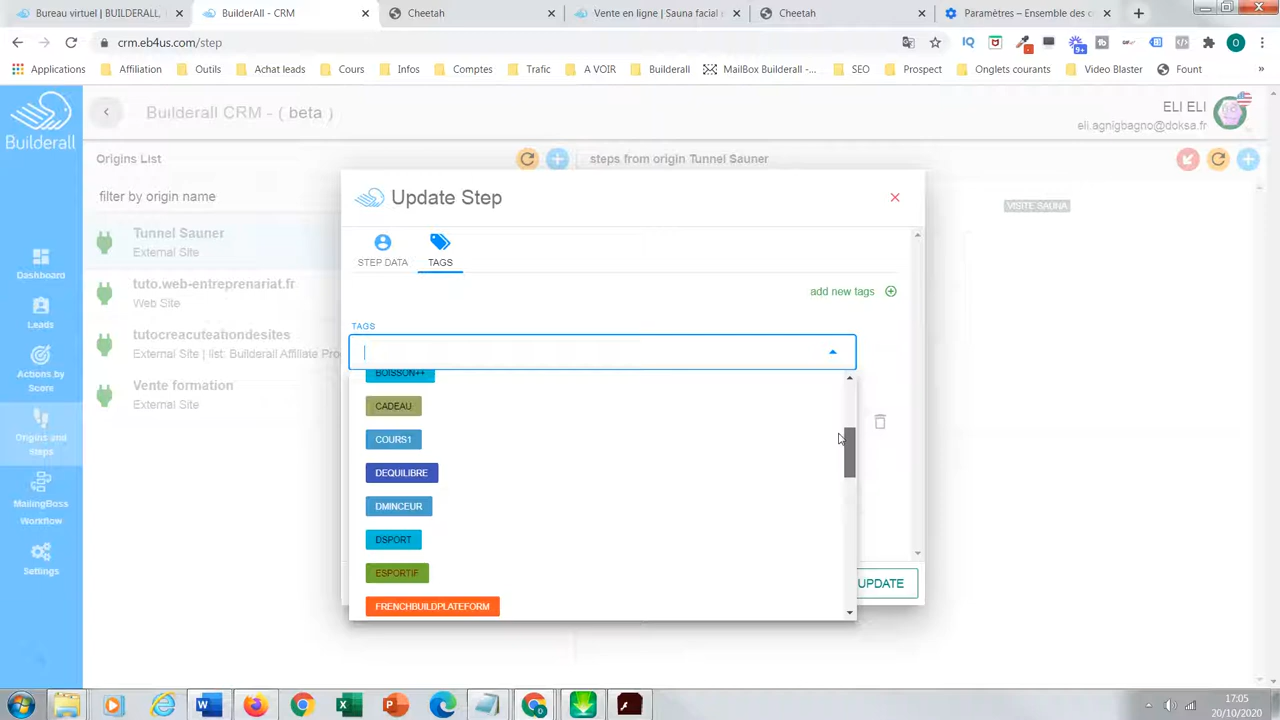 Bureau virtuel | BUILDERALL,
BuilderAll - CRM
Cheetah
Vente en ligne | Sauna facial
Cheetah
Paramètres – Ensemble des c
crm.eb4us.com/step
Applications
Affiliation
Outils
Achat leads
Cours
Infos
Comptes
Trafic
A VOIR
Builderall
MailBox Builderall -...
SEO
Prospect
Onglets courants
Video Blaster
Fount
»
Builderall
Builderall CRM - ( beta )
ELI ELI
eli.agnigbagno@doksa.fr
Origins List
steps from origin Tunnel Sauner
filter by origin name
VISITE SAUNA
Tunnel Sauner
External Site
tuto.web-entreprenariat.fr
Web Site
tutocreacuteahondesites
External Site | list: Builderall Affiliate Pro
Vente formation
External Site
Dashboard
Leads
Actions by
Score
Origins and
Steps
MailingBoss
Workflow
Settings
Update Step
STEP DATA
TAGS
add new tags
TAGS
BOISSON++
CADEAU
COURS1
DEQUILIBRE
DMINCEUR
DSPORT
ESPORTIF
FRENCHBUILDPLATEFORM
UPDATE
17:05
20/10/2020